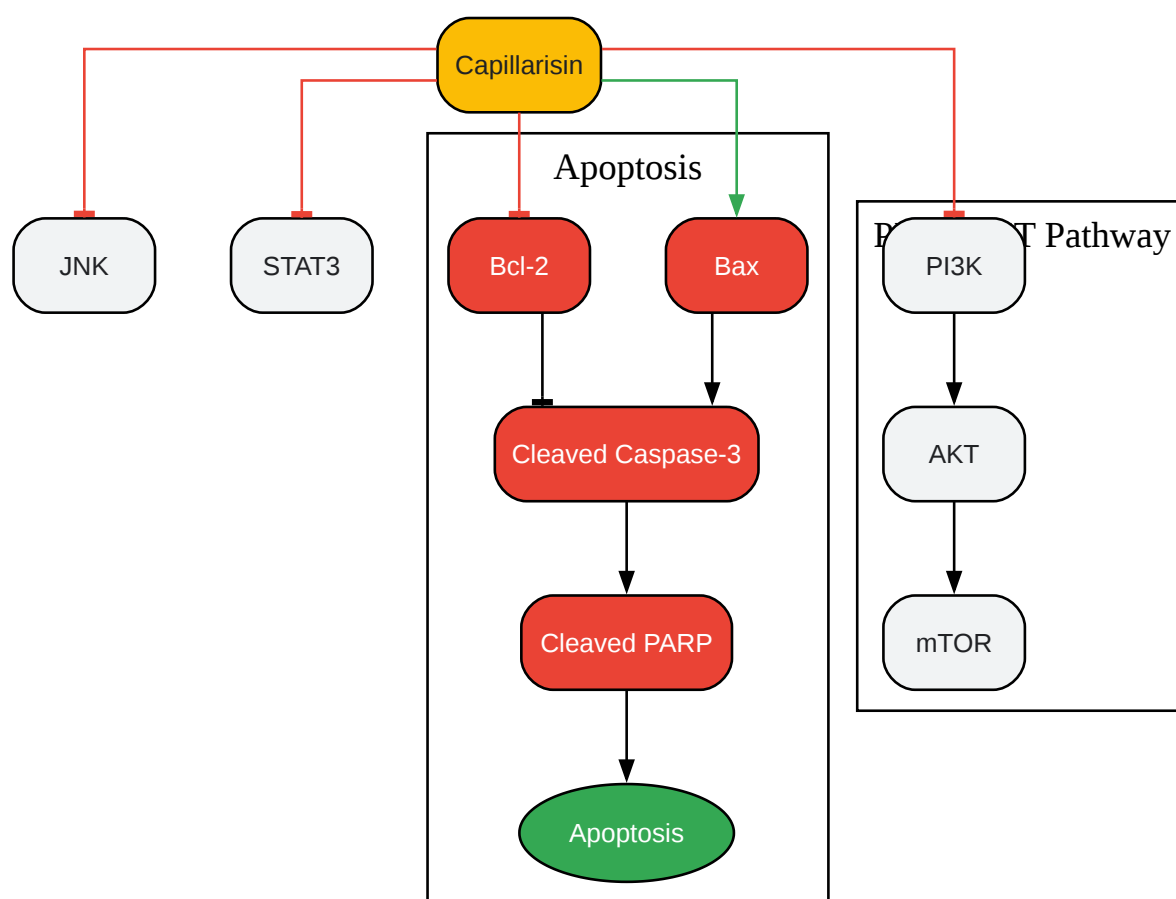 Capillarisin
Apoptosis
JNK
STAT3
Bcl-2
Bax
PI3K
T Pathway
Cleaved Caspase-3
AKT
Cleaved PARP
mTOR
Apoptosis